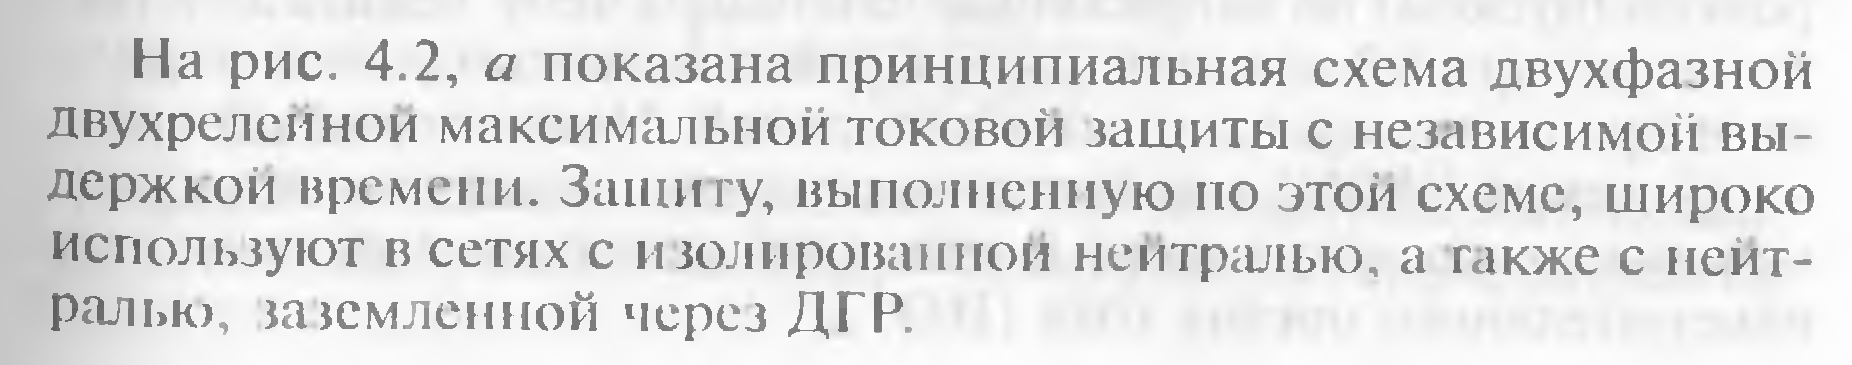 На рис. 4.2, а показана принципиальная схема двухфазной
двухрелейной максимальной токовой защиты с независимой вы-
держкой времени. Защиту, выполненную по этой схеме, широко
используют в сетях с изолированной нейтралью, а также с нейт-
ралью, заземленной через ДГР.